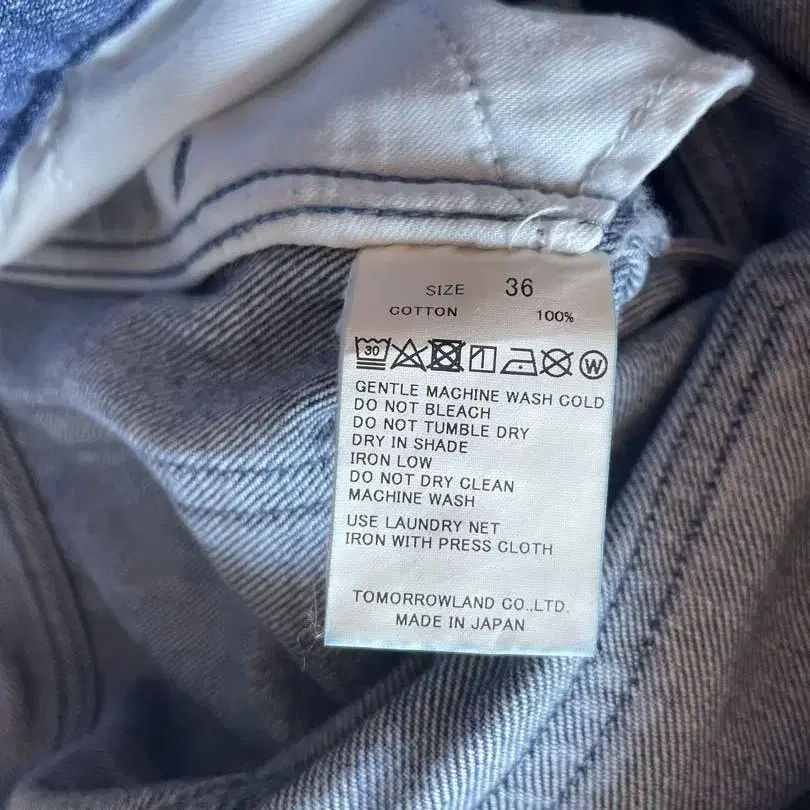 SIZE 36
COTTON 100%
30 W
GENTLE MACHINE WASH COLD
DO NOT BLEACH
DO NOT TUMBLE DRY
DRY IN SHADE
IRON LOW
DO NOT DRY CLEAN
MACHINE WASH
USE LAUNDRY NET
IRON WITH PRESS CLOTH
TOMORROWLAND CO.,LTD.
MADE IN JAPAN